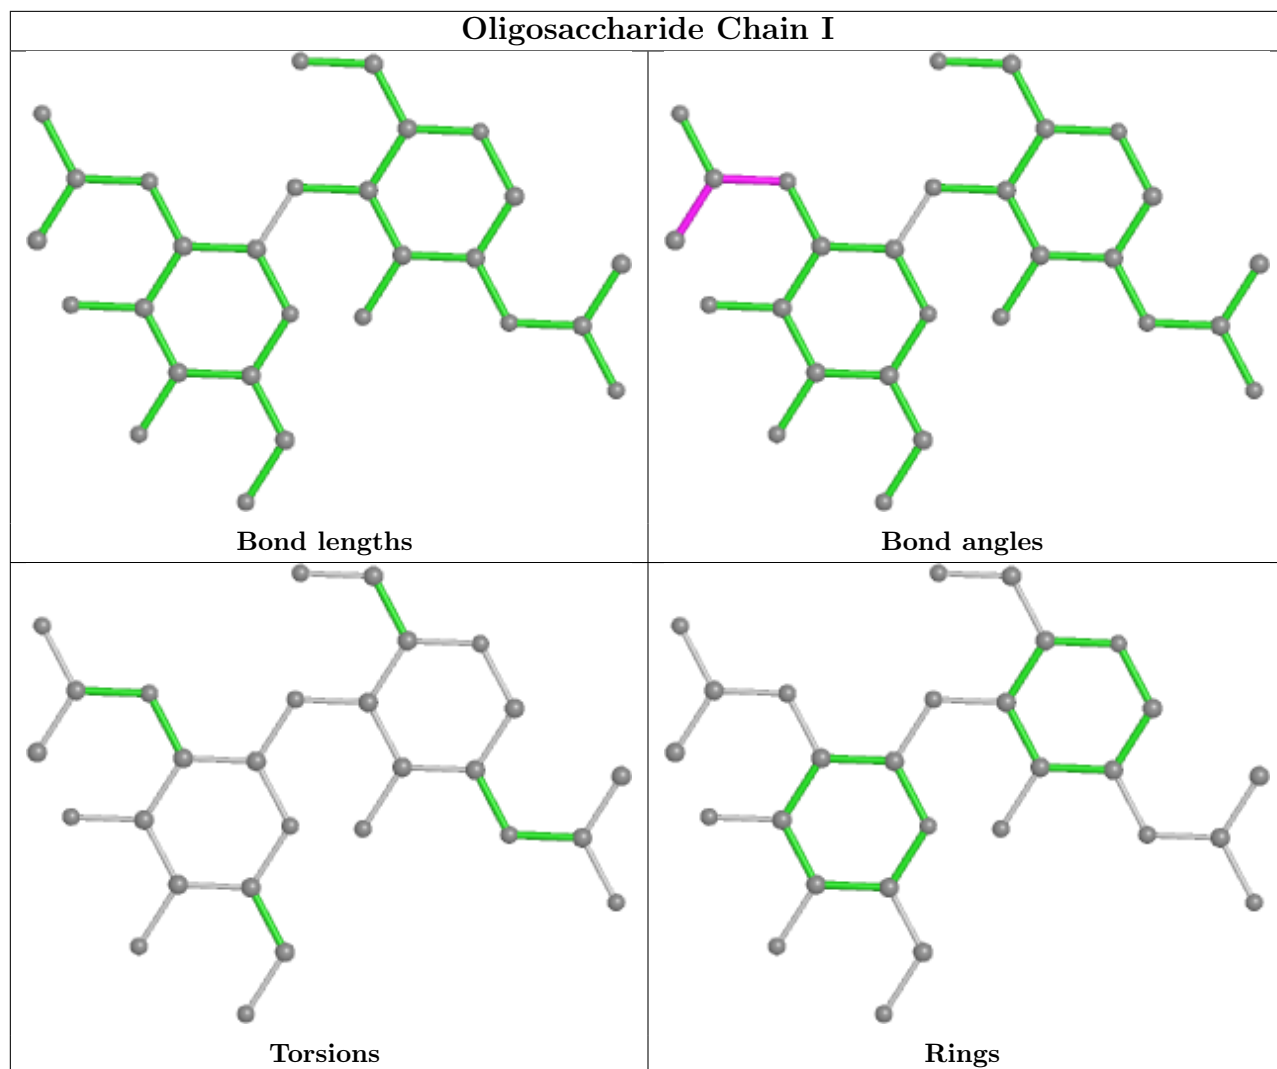 Oligosaccharide Chain I
Bond lengths
Bond angles
Torsions
Rings